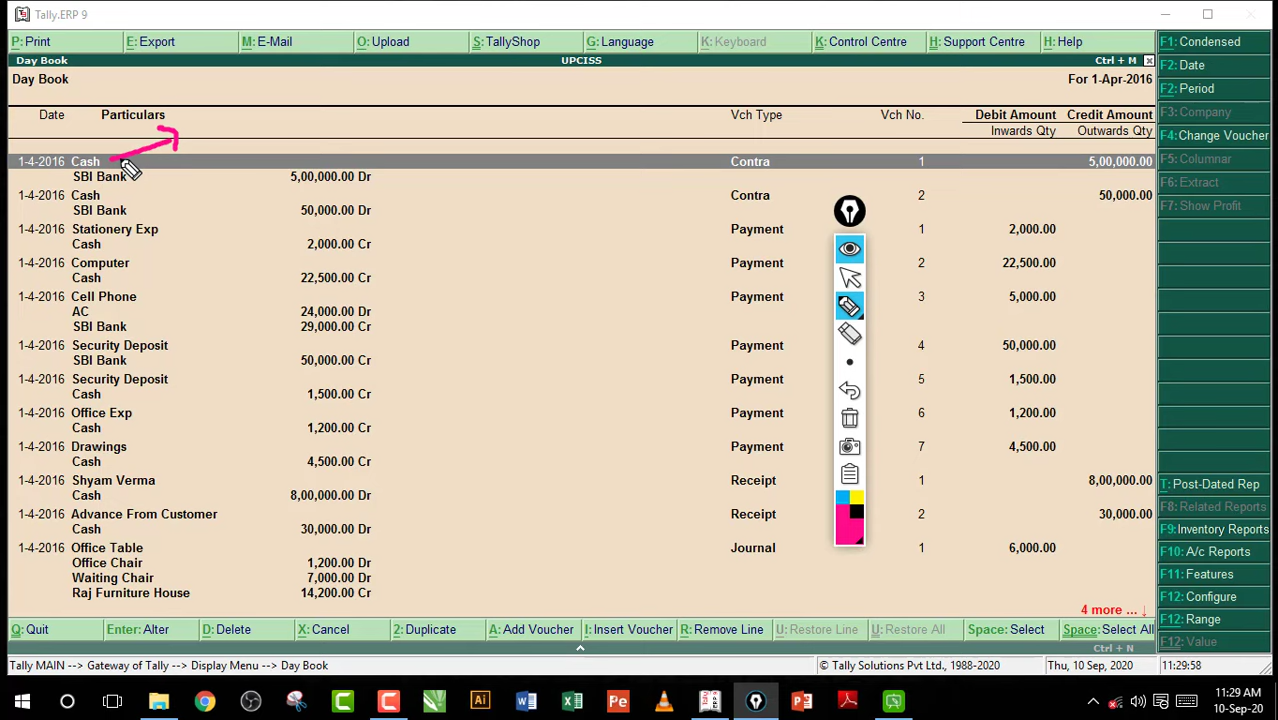 Tally.ERP 9
P: Print E: Export M: E-Mail O: Upload S: TallyShop G: Language K: Keyboard K: Control Centre H: Support Centre H: Help
Day Book UPCISS Ctrl + M
Day Book For 1-Apr-2016
Date Particulars Vch Type Vch No. Debit Amount Credit Amount
Inwards Qty Outwards Qty
1-4-2016 Cash Contra 1 5,00,000.00
SBI Bank 5,00,000.00 Dr
1-4-2016 Cash Contra 2 50,000.00
SBI Bank 50,000.00 Dr
1-4-2016 Stationery Exp Payment 1 2,000.00
Cash 2,000.00 Cr
1-4-2016 Computer Payment 2 22,500.00
Cash 22,500.00 Cr
1-4-2016 Cell Phone Payment 3 5,000.00
AC 24,000.00 Dr
SBI Bank 29,000.00 Cr
1-4-2016 Security Deposit Payment 4 50,000.00
SBI Bank 50,000.00 Cr
1-4-2016 Security Deposit Payment 5 1,500.00
Cash 1,500.00 Cr
1-4-2016 Office Exp Payment 6 1,200.00
Cash 1,200.00 Cr
1-4-2016 Drawings Payment 7 4,500.00
Cash 4,500.00 Cr
1-4-2016 Shyam Verma Receipt 1 8,00,000.00
Cash 8,00,000.00 Dr
1-4-2016 Advance From Customer Receipt 2 30,000.00
Cash 30,000.00 Dr
1-4-2016 Office Table Journal 1 6,000.00
Office Chair 1,200.00 Dr
Waiting Chair 7,000.00 Dr
Raj Furniture House 14,200.00 Cr
4 more ... ↓
F1: Condensed
F2: Date
F2: Period
F3: Company
F4: Change Voucher
F5: Columnar
F6: Extract
F7: Show Profit
T: Post-Dated Rep
F8: Related Reports
F9: Inventory Reports
F10: A/c Reports
F11: Features
F12: Configure
F12: Range
F12: Value
Q: Quit Enter: Alter D: Delete X: Cancel 2: Duplicate A: Add Voucher I: Insert Voucher R: Remove Line U: Restore Line U: Restore All Space: Select Space: Select All
Ctrl + N
Tally MAIN --> Gateway of Tally --> Display Menu --> Day Book © Tally Solutions Pvt Ltd., 1988-2020 Thu, 10 Sep, 2020 11:29:58
Ai Pe
11:29 AM
10-Sep-20